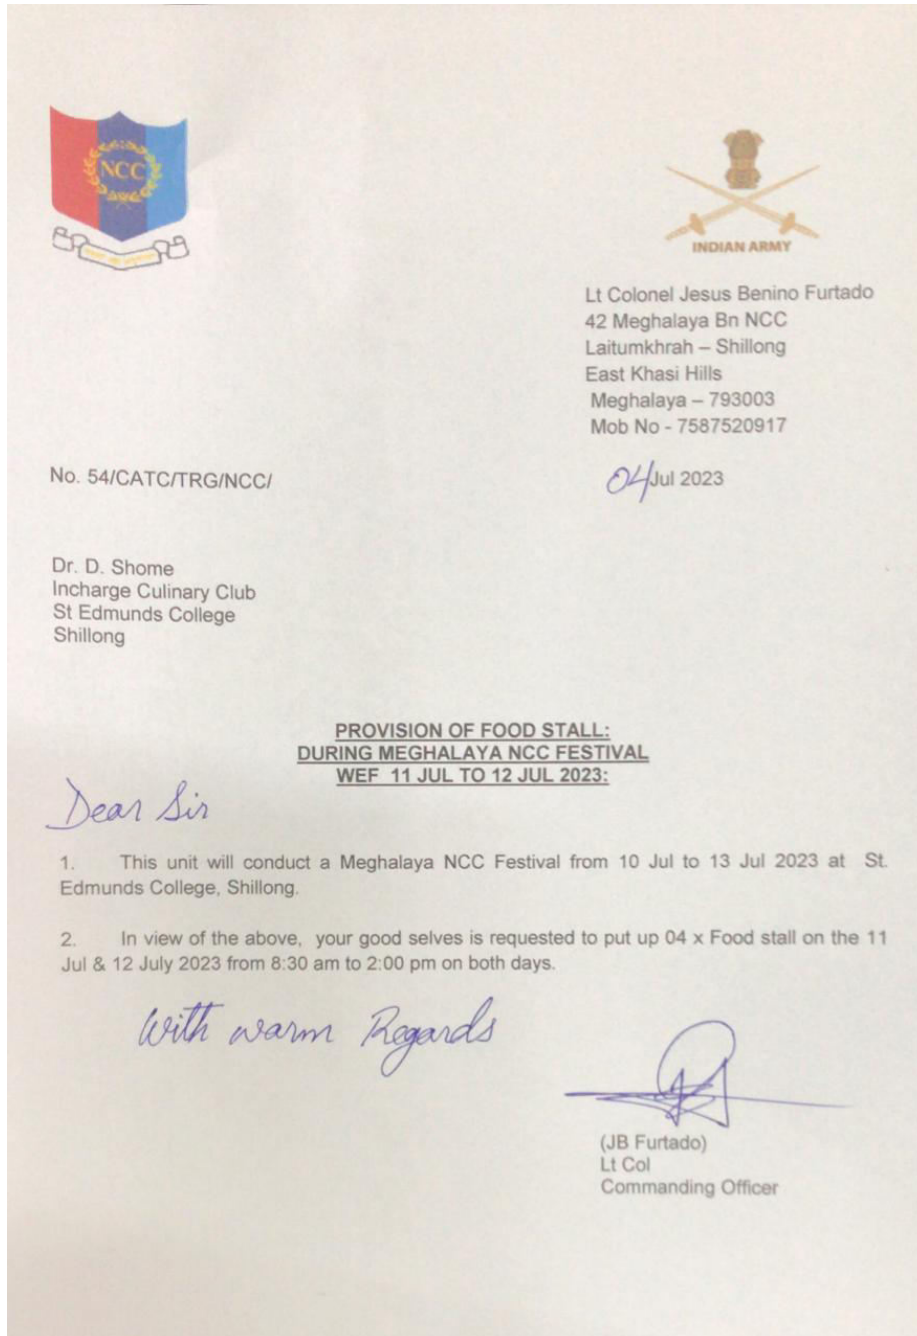 NCC
INDIAN ARMY
Lt Colonel Jesus Benino Furtado
42 Meghalaya Bn NCC
Laitumkhrah – Shillong
East Khasi Hills
Meghalaya – 793003
Mob No - 7587520917
No. 54/CATC/TRG/NCC/
04 Jul 2023
Dr. D. Shome
Incharge Culinary Club
St Edmunds College
Shillong
PROVISION OF FOOD STALL:
DURING MEGHALAYA NCC FESTIVAL
WEF 11 JUL TO 12 JUL 2023:
Dear Sir
1. This unit will conduct a Meghalaya NCC Festival from 10 Jul to 13 Jul 2023 at St.
Edmunds College, Shillong.
2. In view of the above, your good selves is requested to put up 04 x Food stall on the 11
Jul & 12 July 2023 from 8:30 am to 2:00 pm on both days.
With warm Regards
(JB Furtado)
Lt Col
Commanding Officer